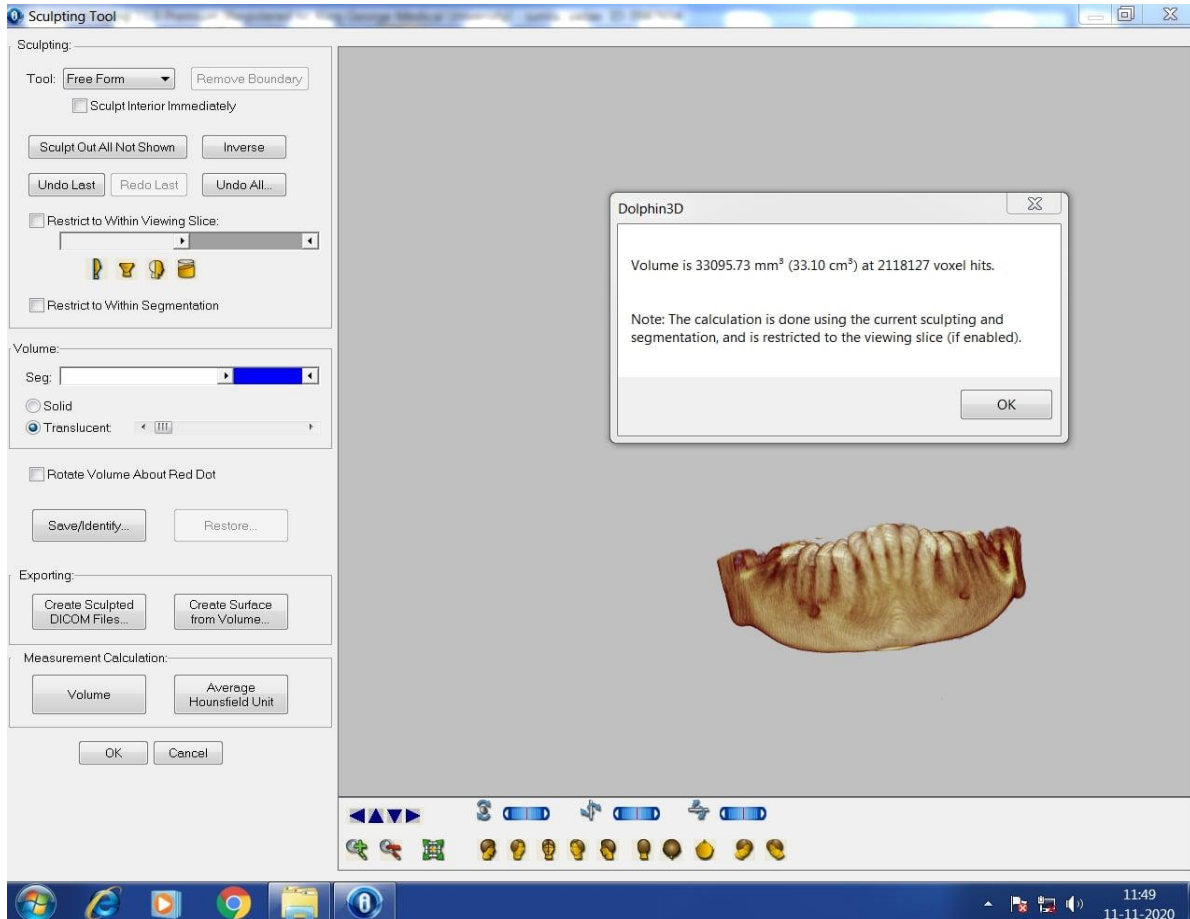 Sculpting Tool
Sculpting:
Tool: Free Form Remove Boundary
Sculpt Interior Immediately
Sculpt Out All Not Shown Inverse
Undo Last Redo Last Undo All...
Restrict to Within Viewing Slice:
Restrict to Within Segmentation
Volume:
Seg:
Solid
Translucent
Rotate Volume About Red Dot
Save/Identify... Restore...
Exporting:
Create Sculpted
DICOM Files...
Create Surface
from Volume...
Measurement Calculation:
Volume
Average
Hounsfield Unit
OK Cancel
Dolphin3D
Volume is 33095.73 mm³ (33.10 cm³) at 2118127 voxel hits.
Note: The calculation is done using the current sculpting and
segmentation, and is restricted to the viewing slice (if enabled).
OK
11:49
11-11-2020